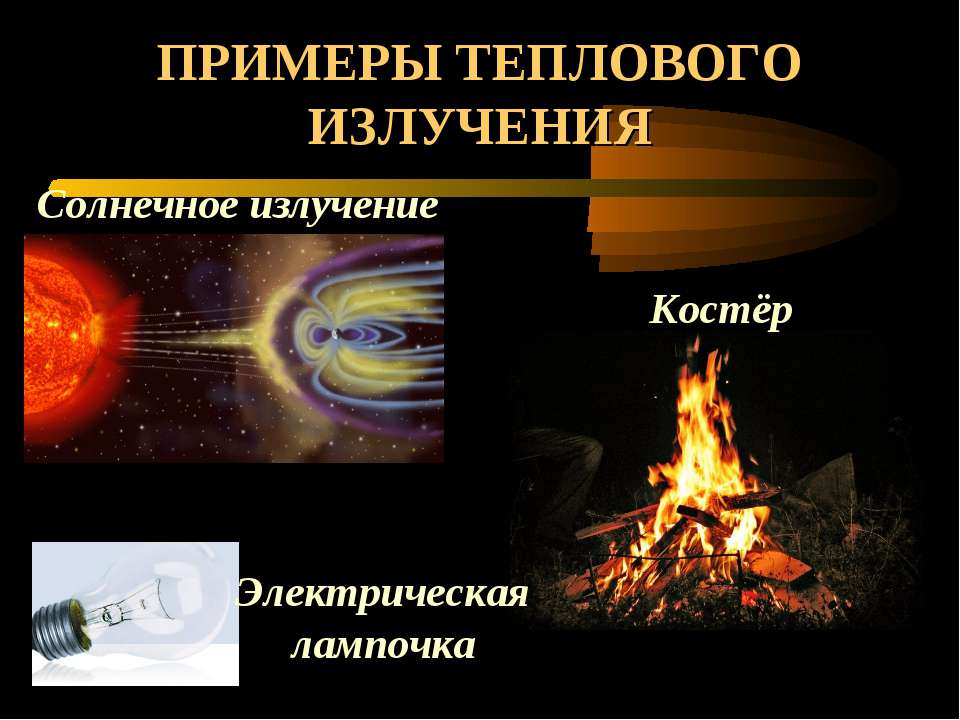 ПРИМЕРЫ ТЕПЛОВОГО
ИЗЛУЧЕНИЯ
Солнечное излучение
Костёр
Электрическая
лампочка